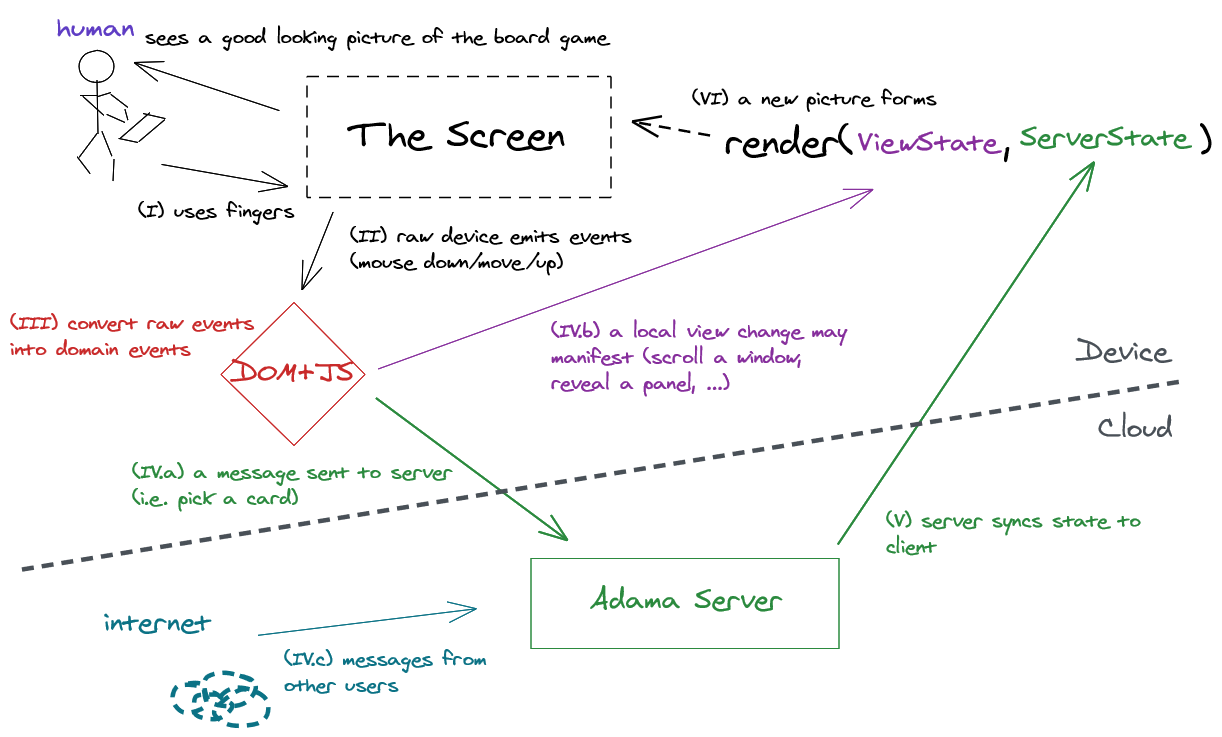 human
sees a good looking picture of the board game
(VI) a new picture forms
The Screen
render(ViewState, ServerState)
(I) uses fingers
(II) raw device emits events
(mouse down/move/up)
(III) convert raw events
into domain events
DOM+JS
(IV.b) a local view change may
manifest (scroll a window,
reveal a panel, ...)
Device
Cloud
(IV.a) a message sent to server
(i.e. pick a card)
(V) server syncs state to
client
Adama Server
internet
(IV.c) messages from
other users